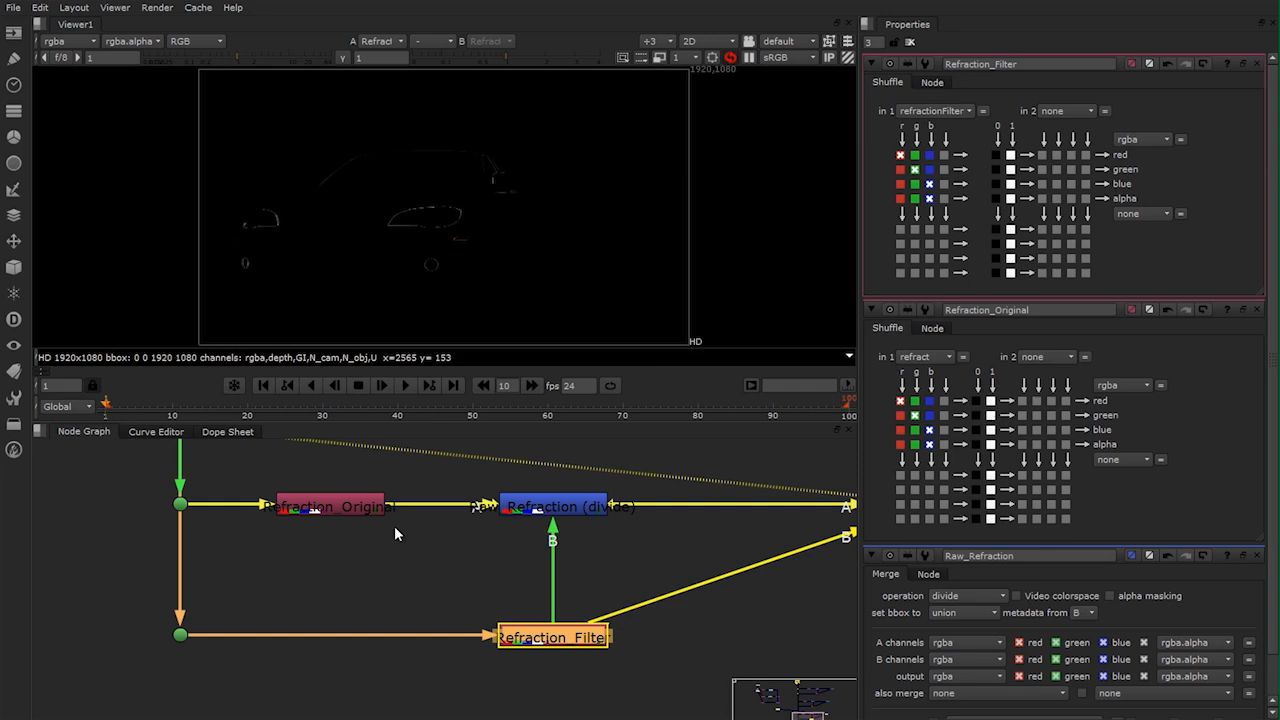 File Edit Layout Viewer Render Cache Help
Viewer1
rgba rgba.alpha RGB A Refracl - B Refracl +3 2D default
f/8 1 y 1 1 sRGB IP
1920,1080
HD
HD 1920x1080 bbox: 0 0 1920 1080 channels: rgba,depth,GI,N_cam,N_obj,U x=2565 y= 153
1 10 fps 24
Global 1 10 20 30 40 50 60 70 80 90 100
100
Node Graph Curve Editor Dope Sheet
Refraction_Original
A
Raw_Refraction (divide)
A
B
B
Refraction_Filter
Properties
3
Refraction_Filter
Shuffle Node
in 1 refractionFilter = in 2 none =
r g b 0 1
rgba =
red
green
blue
alpha
none =
Refraction_Original
Shuffle Node
in 1 refract = in 2 none =
r g b 0 1
rgba =
red
green
blue
alpha
none =
Raw_Refraction
Merge Node
operation divide Video colorspace alpha masking
set bbox to union metadata from B
A channels rgba red green blue rgba.alpha =
B channels rgba red green blue rgba.alpha =
output rgba red green blue rgba.alpha =
also merge none none =